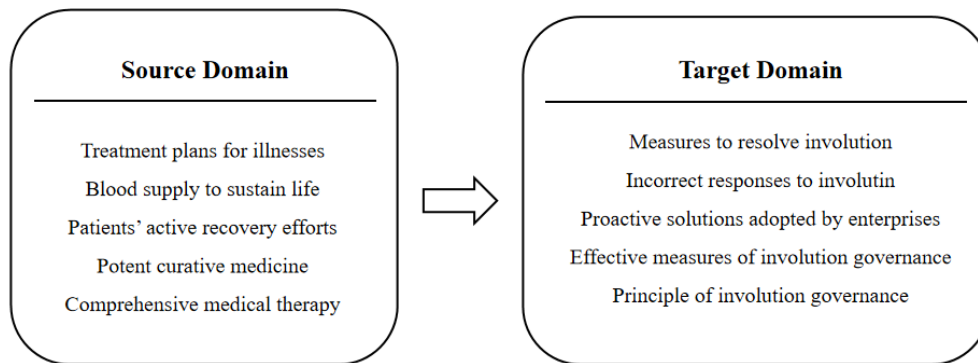 Source Domain
Treatment plans for illnesses
Blood supply to sustain life
Patients’ active recovery efforts
Potent curative medicine
Comprehensive medical therapy
Target Domain
Measures to resolve involution
Incorrect responses to involutin
Proactive solutions adopted by enterprises
Effective measures of involution governance
Principle of involution governance